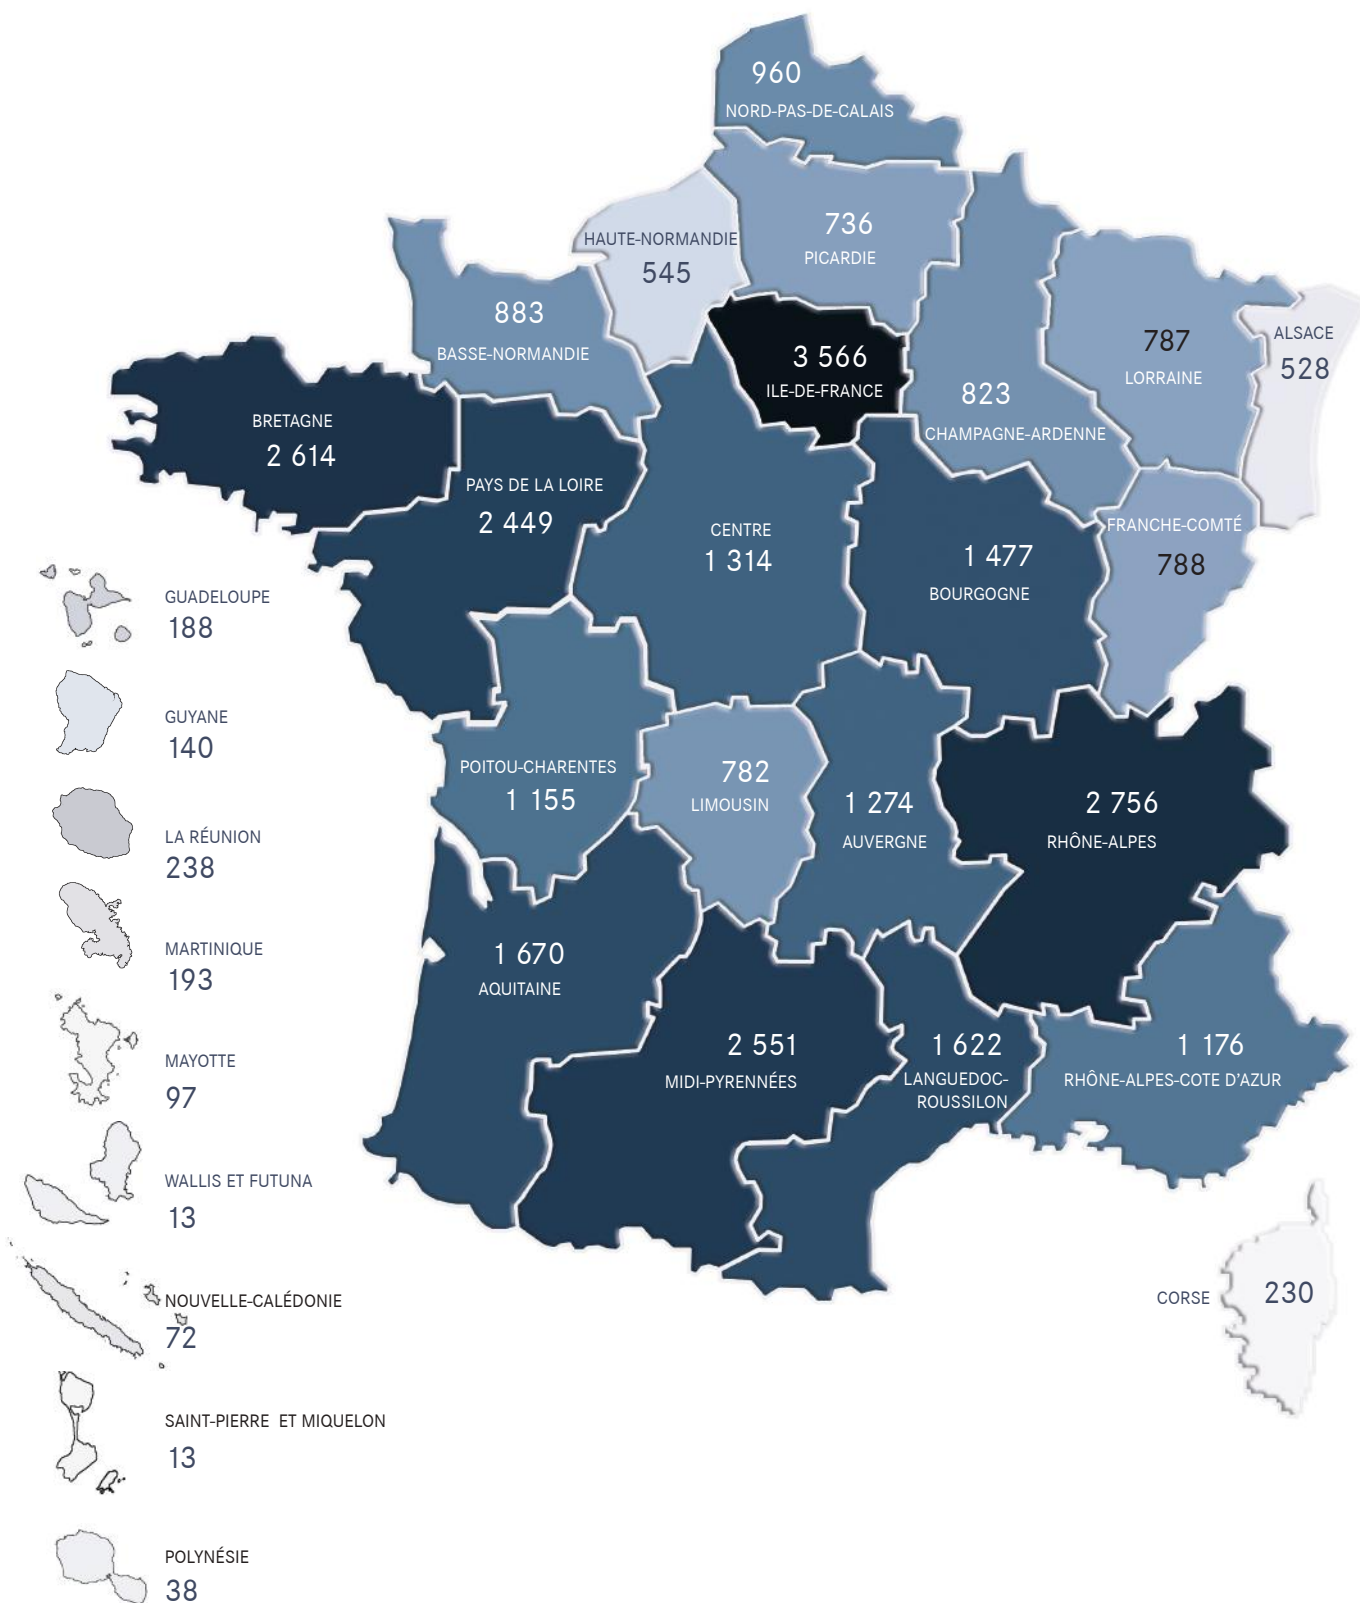 960
NORD-PAS-DE-CALAIS
736
PICARDIE
HAUTE-NORMANDIE
545
883
BASSE-NORMANDIE
3 566
ILE-DE-FRANCE
823
CHAMPAGNE-ARDENNE
787
LORRAINE
ALSACE
528
BRETAGNE
2 614
PAYS DE LA LOIRE
2 449
CENTRE
1 314
1 477
BOURGOGNE
FRANCHE-COMTÉ
788
POITOU-CHARENTES
1 155
782
LIMOUSIN
1 274
AUVERGNE
2 756
RHÔNE-ALPES
1 670
AQUITAINE
2 551
MIDI-PYRENNÉES
1 622
LANGUEDOC-
ROUSSILON
1 176
RHÔNE-ALPES-COTE D'AZUR
CORSE
230
GUADELOUPE
188
GUYANE
140
LA RÉUNION
238
MARTINIQUE
193
MAYOTTE
97
WALLIS ET FUTUNA
13
NOUVELLE-CALÉDONIE
72
SAINT-PIERRE ET MIQUELON
13
POLYNÉSIE
38